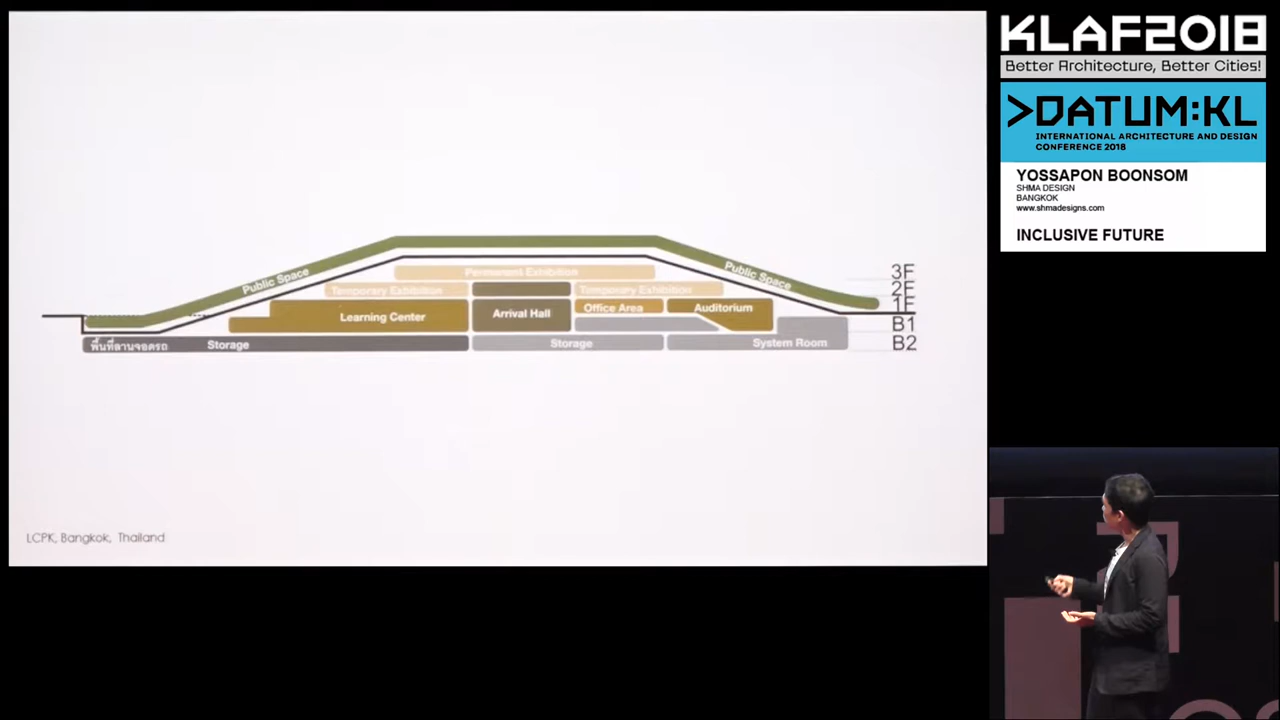 KLAF2018
Better Architecture, Better Cities!
>DATUM:KL
INTERNATIONAL ARCHITECTURE AND DESIGN
CONFERENCE 2018
YOSSAPON BOONSOM
SHMA DESIGN
BANGKOK
www.shmadesigns.com
INCLUSIVE FUTURE
Public Space
Public Space
Permanent Exhibition
3F
Temporary Exhibition
Temporary Exhibition
2F
Learning Center
Arrival Hall
Office Area
Auditorium
1F
B1
พื้นที่ลานจอดรถ
Storage
Storage
System Room
B2
LCPK, Bangkok, Thailand